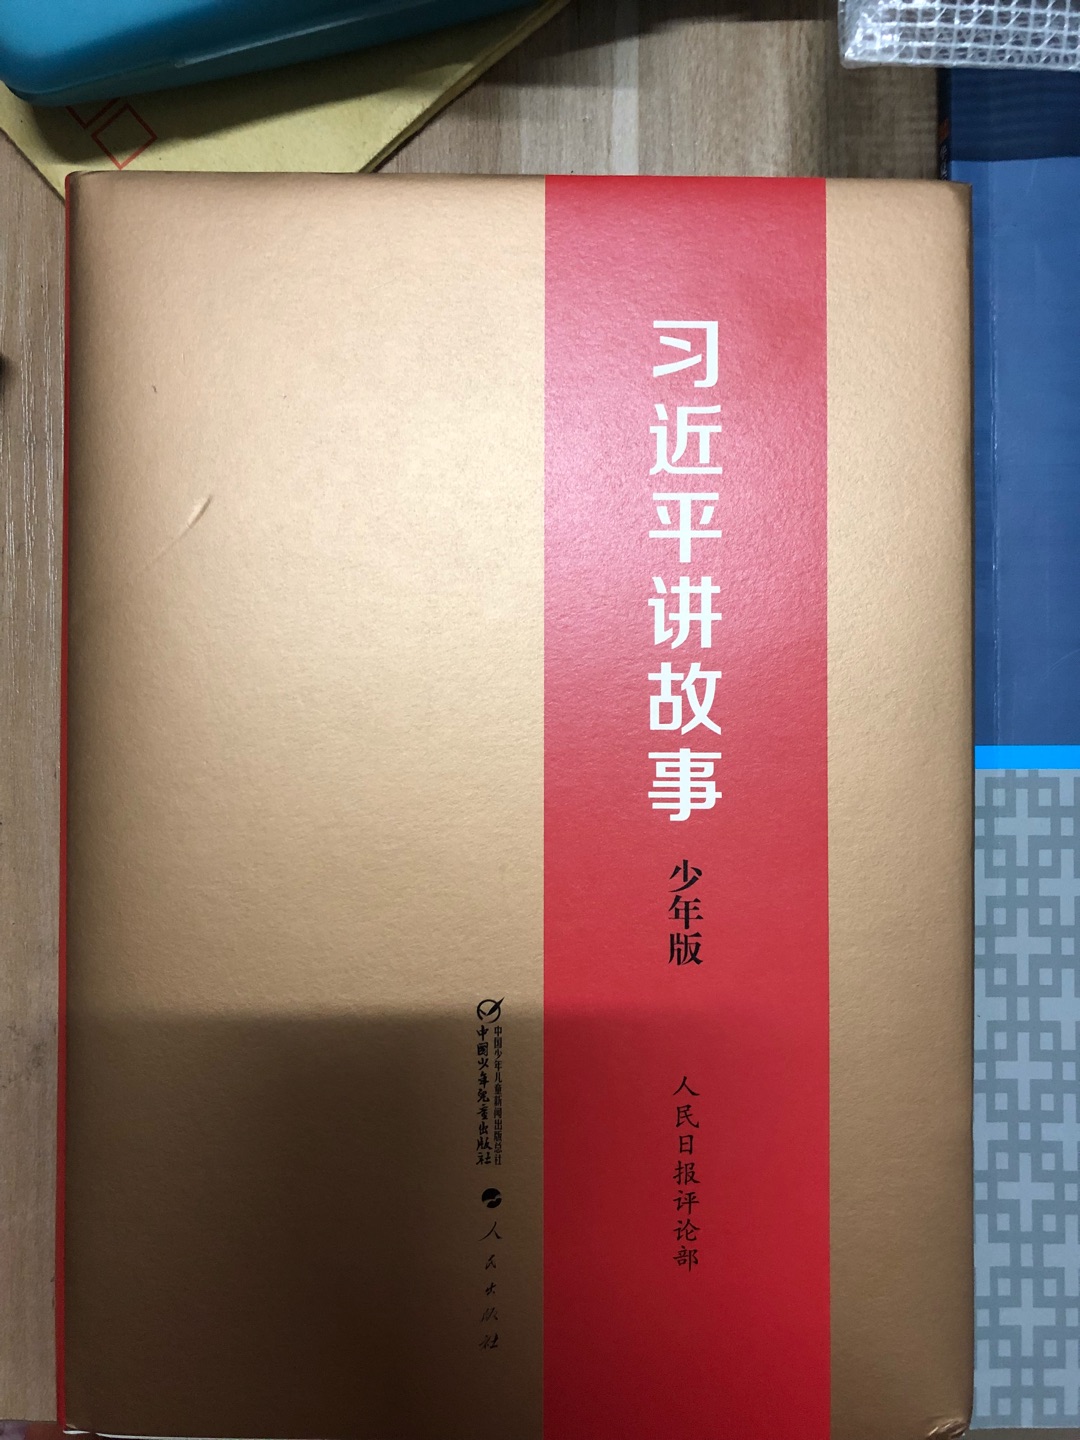 习近平讲故事
少年版
人民日报评论部
中国少年儿童新闻出版总社
中国少年儿童出版社
人民出版社